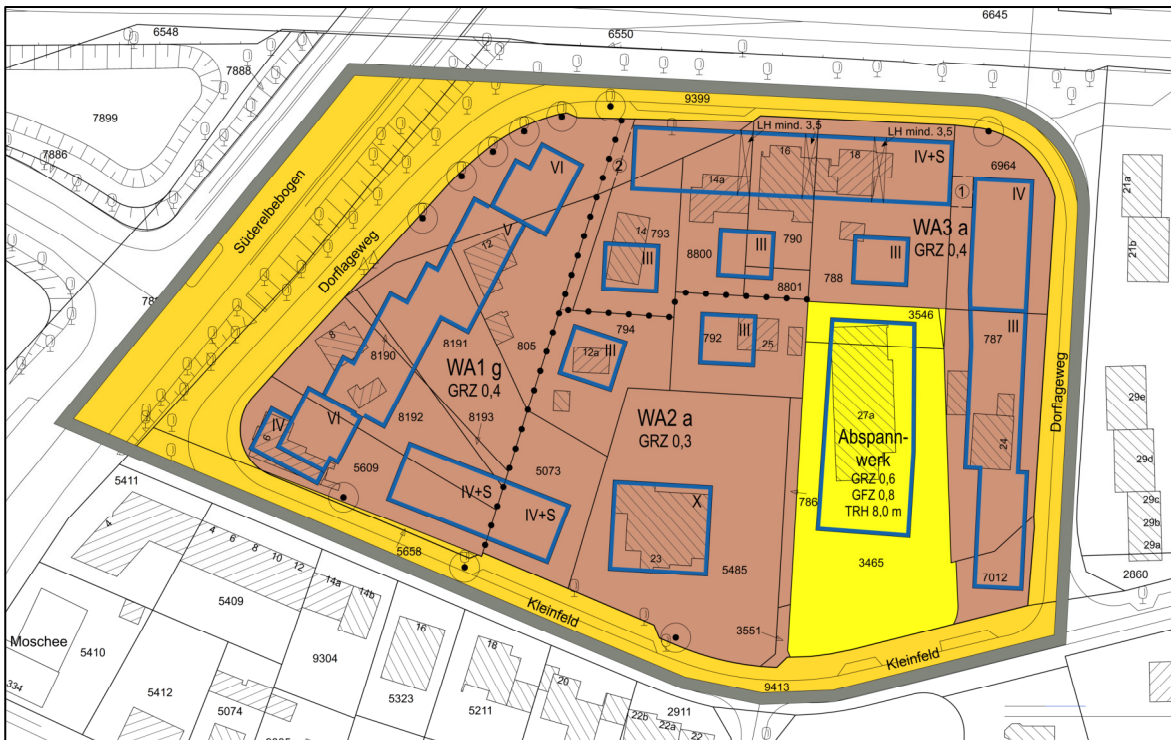 6548
6550
6645
7888
7899
7886
9399
LH mind. 3,5
LH mind. 3,5
16
18
IV+S
6964
VI
2
14a
1
IV
21a
21b
Süderelbebogen
Dorflageweg
V
12
14
793
III
8800
III
790
III
WA3 a
GRZ 0,4
788
8801
3546
III
787
8
8190
8191
805
794
12a
III
792
III
25
WA1 g
GRZ 0,4
8192
8193
WA2 a
GRZ 0,3
27a
Abspann-
werk
GRZ 0,6
GFZ 0,8
TRH 8,0 m
24
Dorflageweg
29e
29d
29c
29b
29a
IV
VI
6
5609
IV+S
IV+S
5073
X
23
5485
786
3465
7012
2860
5411
4
4
6
8
10
12
14a
14b
5658
Kleinfeld
3551
Kleinfeld
9413
5409
Moschee
5410
334
5412
5074
9304
16
5323
18
5211
20
2911
22b
22a
22